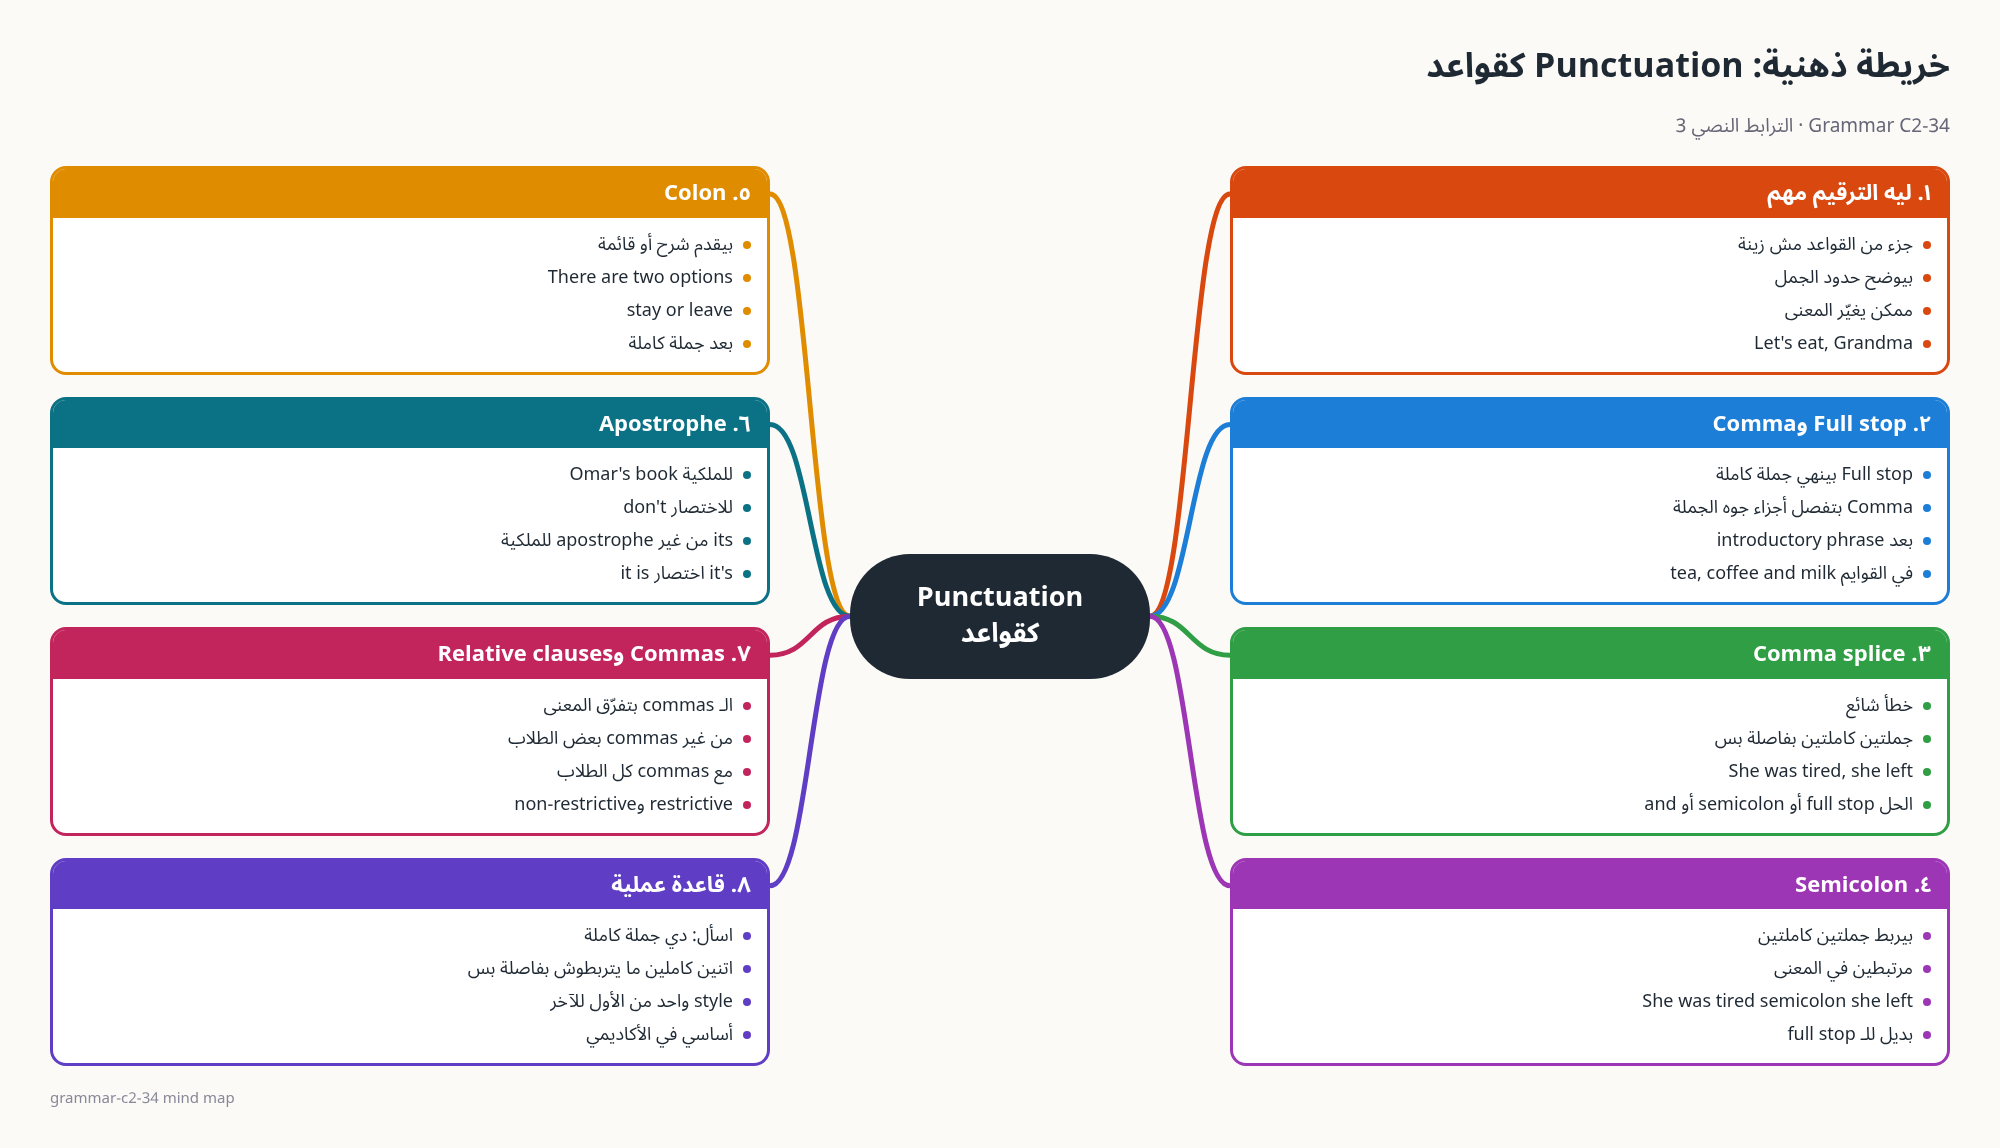 خريطة ذهنية: Punctuation كقواعد
Grammar C2-34 · الترابط النصي 3
١. ليه الترقيم مهم
جزء من القواعد مش زينة
بيوضح حدود الجمل
ممكن يغيّر المعنى
Let's eat, Grandma
٢. Full stop وComma
Full stop بينهي جملة كاملة
Comma بتفصل أجزاء جوه الجملة
بعد introductory phrase
في القوايم tea, coffee and milk
٣. Comma splice
خطأ شائع
جملتين كاملتين بفاصلة بس
She was tired, she left
الحل full stop أو semicolon أو and
٤. Semicolon
بيربط جملتين كاملتين
مرتبطين في المعنى
She was tired semicolon she left
بديل للـ full stop
Punctuation
كقواعد
٥. Colon
بيقدم شرح أو قائمة
There are two options
stay or leave
بعد جملة كاملة
٦. Apostrophe
للملكية Omar's book
للاختصار don't
its من غير apostrophe للملكية
it's اختصار it is
٧. Commas وRelative clauses
الـ commas بتفرّق المعنى
من غير commas بعض الطلاب
مع commas كل الطلاب
restrictive وnon-restrictive
٨. قاعدة عملية
اسأل: دي جملة كاملة
اتنين كاملين ما يتربطوش بفاصلة بس
style واحد من الأول للآخر
أساسي في الأكاديمي
grammar-c2-34 mind map